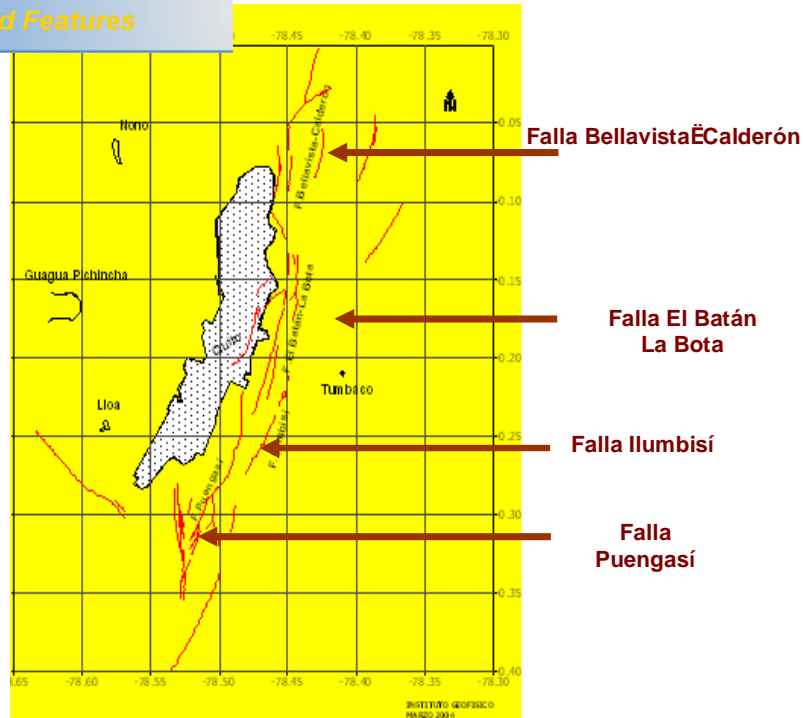 d Features
-78.45 -78.40 -78.35 -78.30
Nono
0.05
Falla BellavistaËCalderón
F.Bellavista-Calderón
0.10
Guagua Pichincha
0.15
F. El Batán-La Bota
Falla El Batán
La Bota
Quito
0.20
Tumbaco
Lloa
0.25
Falla Ilumbisí
F. Puengasí
0.30
Falla
Puengasí
0.35
0.40
.65 -78.60 -78.55 -78.50 -78.45 -78.40 -78.35 -78.30
INSTITUTO GEOFISICO
MARZO 2004